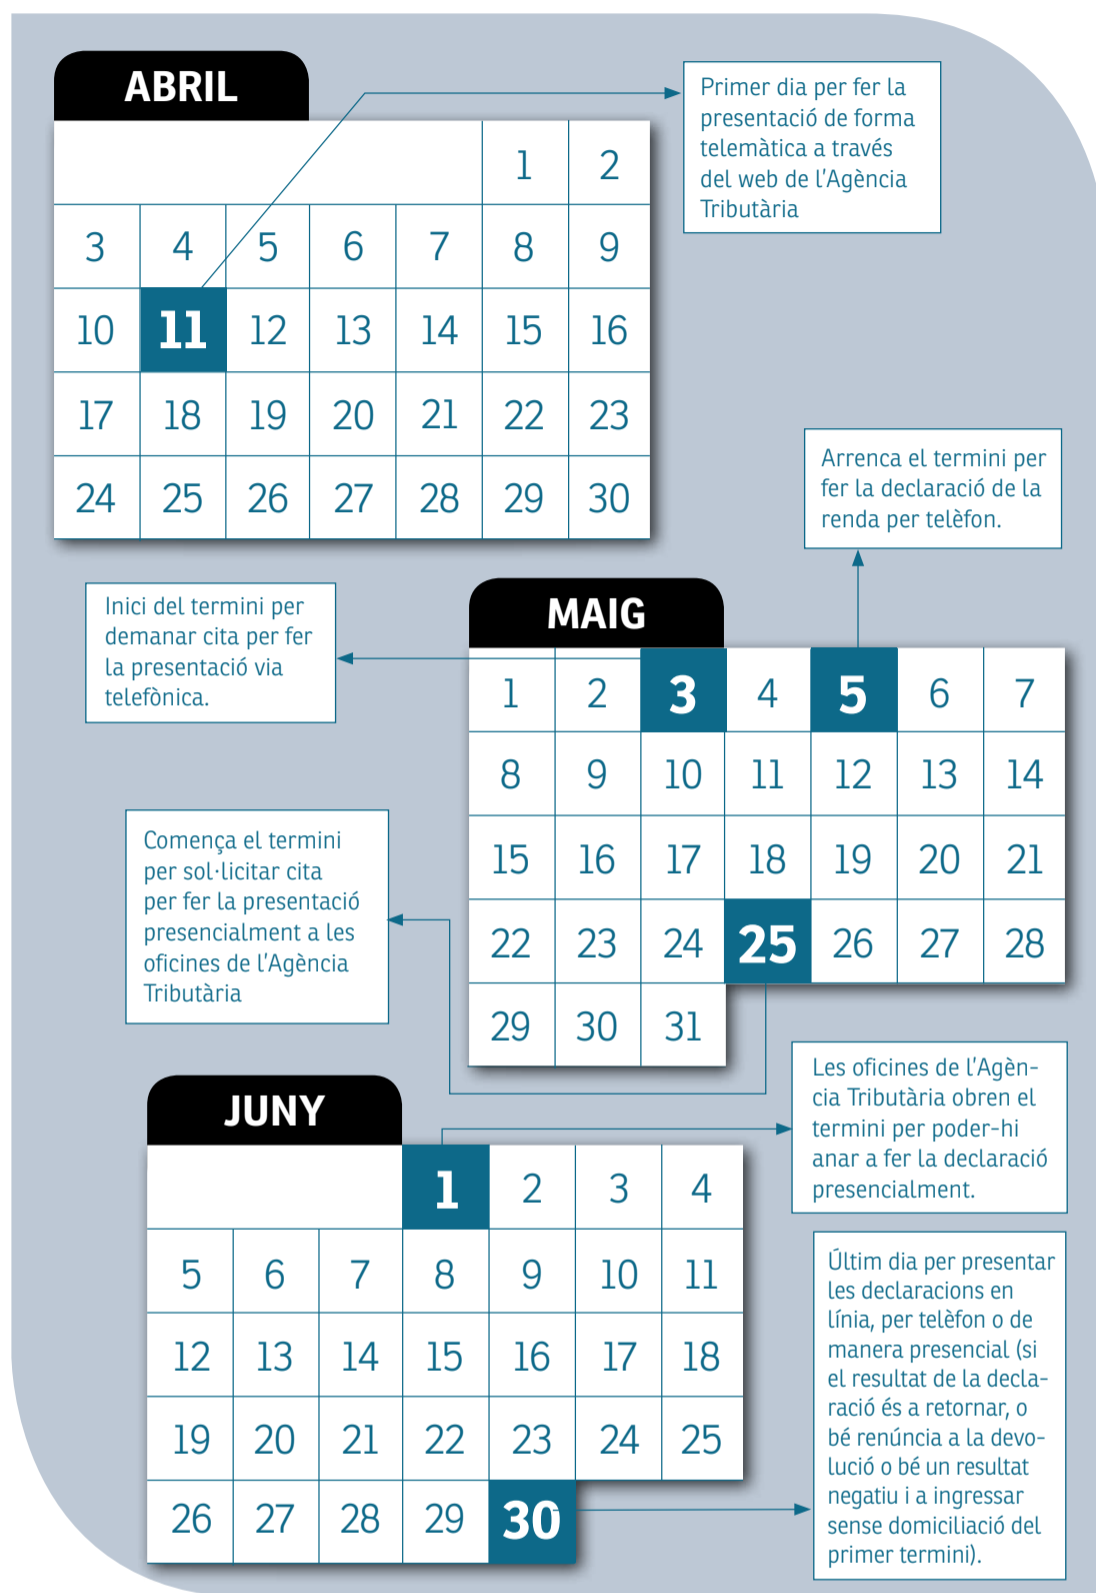 ABRIL
Primer dia per fer la
presentació de forma
telemàtica a través
del web de l'Agència
Tributària
1 2
3 4 5 6 7 8 9
10 11 12 13 14 15 16
17 18 19 20 21 22 23
24 25 26 27 28 29 30
Arrenca el termini per
fer la declaració de la
renda per telèfon.
Inici del termini per
demanar cita per fer
la presentació via
telefònica.
MAIG
1 2 3 4 5 6 7
8 9 10 11 12 13 14
15 16 17 18 19 20 21
22 23 24 25 26 27 28
29 30 31
Comença el termini
per sol·licitar cita
per fer la presentació
presencialment a les
oficines de l'Agència
Tributària
Les oficines de l'Agèn-
cia Tributària obren el
termini per poder-hi
anar a fer la declaració
presencialment.
JUNY
1 2 3 4
5 6 7 8 9 10 11
12 13 14 15 16 17 18
19 20 21 22 23 24 25
26 27 28 29 30
Últim dia per presentar
les declaracions en
línia, per telèfon o de
manera presencial (si
el resultat de la decla-
ració és a retornar, o
bé renúncia a la devo-
lució o bé un resultat
negatiu i a ingressar
sense domiciliació del
primer termini).